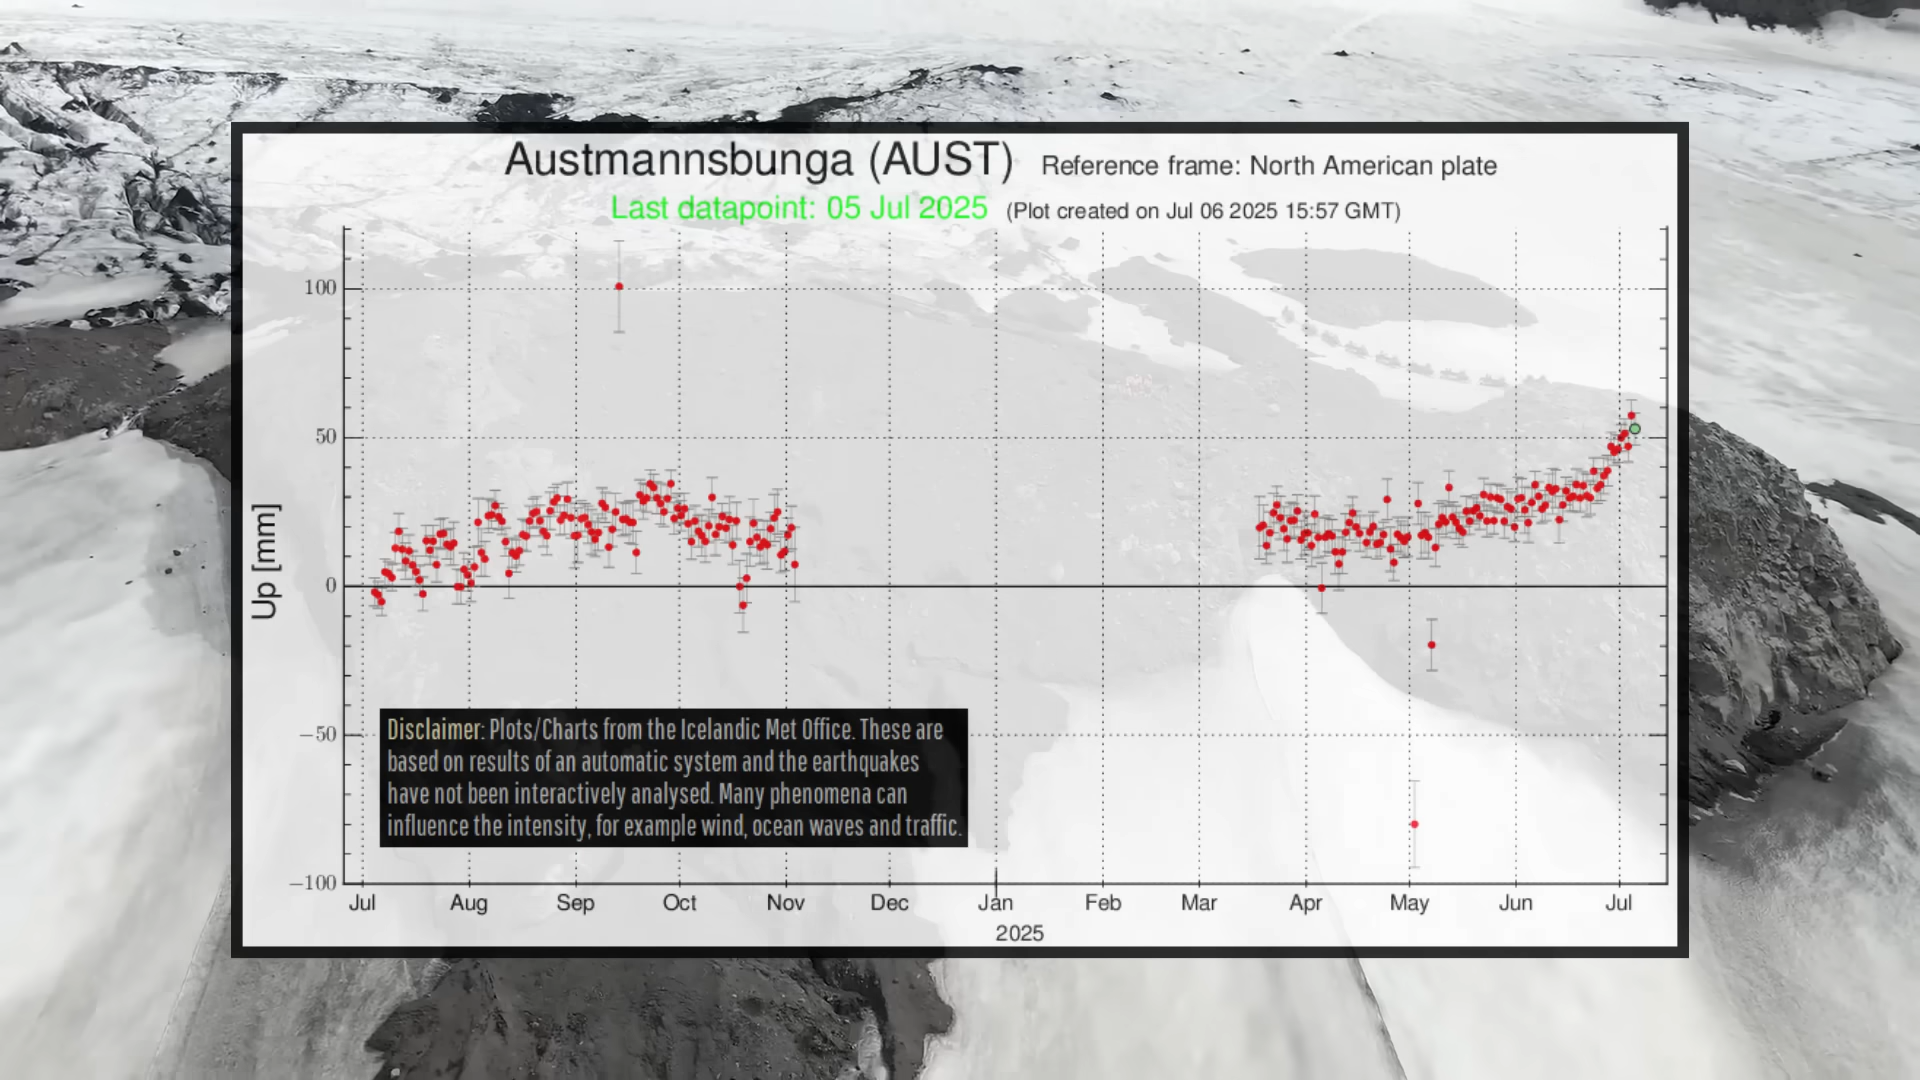 Austmannsbunga (AUST) Reference frame: North American plate
Last datapoint: 05 Jul 2025 (Plot created on Jul 06 2025 15:57 GMT)
100
50
0
−50
−100
Up [mm]
Disclaimer: Plots/Charts from the Icelandic Met Office. These are
based on results of an automatic system and the earthquakes
have not been interactively analysed. Many phenomena can
influence the intensity, for example wind, ocean waves and traffic.
Jul Aug Sep Oct Nov Dec Jan Feb Mar Apr May Jun Jul
2025